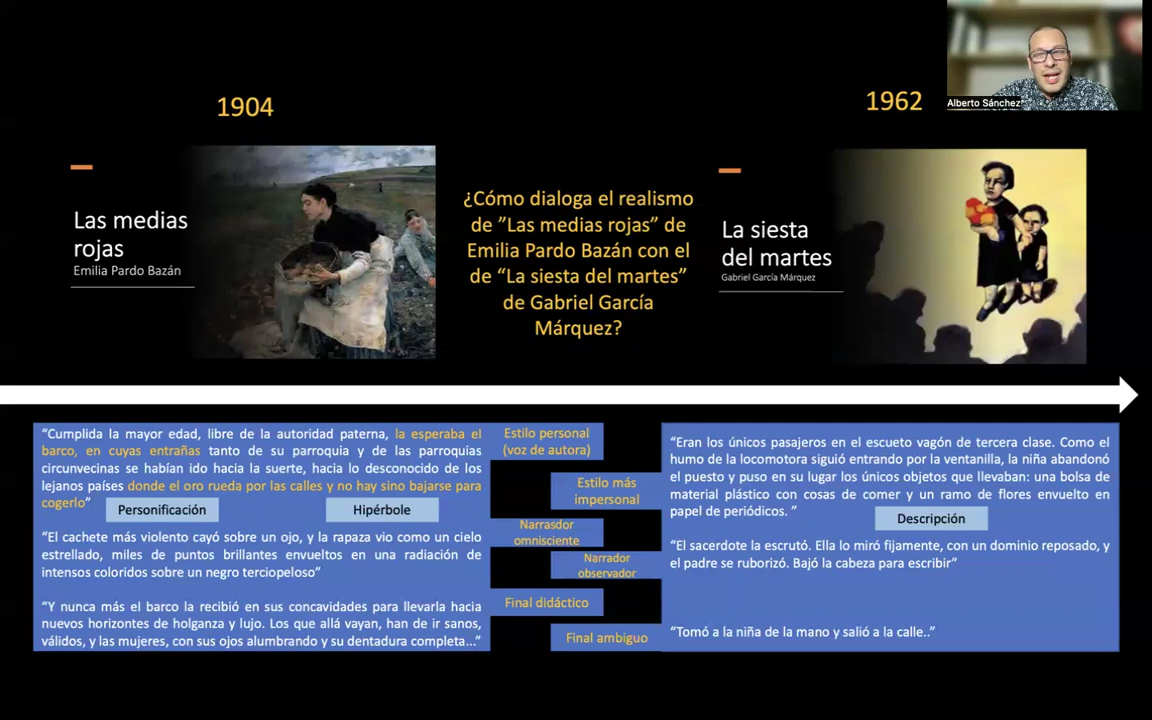 Alberto Sánchez
1904
1962
Las medias
rojas
Emilia Pardo Bazán
¿Cómo dialoga el realismo
de ”Las medias rojas” de
Emilia Pardo Bazán con el
de “La siesta del martes”
de Gabriel García
Márquez?
La siesta
del martes
Gabriel García Márquez
“Cumplida la mayor edad, libre de la autoridad paterna, la esperaba el
barco, en cuyas entrañas tanto de su parroquia y de las parroquias
circunvecinas se habían ido hacia la suerte, hacia lo desconocido de los
lejanos países donde el oro rueda por las calles y no hay sino bajarse para
cogerlo”
Personificación
Hipérbole
“El cachete más violento cayó sobre un ojo, y la rapaza vio como un cielo
estrellado, miles de puntos brillantes envueltos en una radiación de
intensos coloridos sobre un negro terciopeloso”
“Y nunca más el barco la recibió en sus concavidades para llevarla hacia
nuevos horizontes de holganza y lujo. Los que allá vayan, han de ir sanos,
válidos, y las mujeres, con sus ojos alumbrando y su dentadura completa...”
Estilo personal
(voz de autora)
Estilo más
impersonal
Narrasdor
omnisciente
Narrador
observador
Final didáctico
Final ambiguo
“Eran los únicos pasajeros en el escueto vagón de tercera clase. Como el
humo de la locomotora siguió entrando por la ventanilla, la niña abandonó
el puesto y puso en su lugar los únicos objetos que llevaban: una bolsa de
material plástico con cosas de comer y un ramo de flores envuelto en
papel de periódicos. ”
Descripción
“El sacerdote la escrutó. Ella lo miró fijamente, con un dominio reposado, y
el padre se ruborizó. Bajó la cabeza para escribir”
“Tomó a la niña de la mano y salió a la calle..”